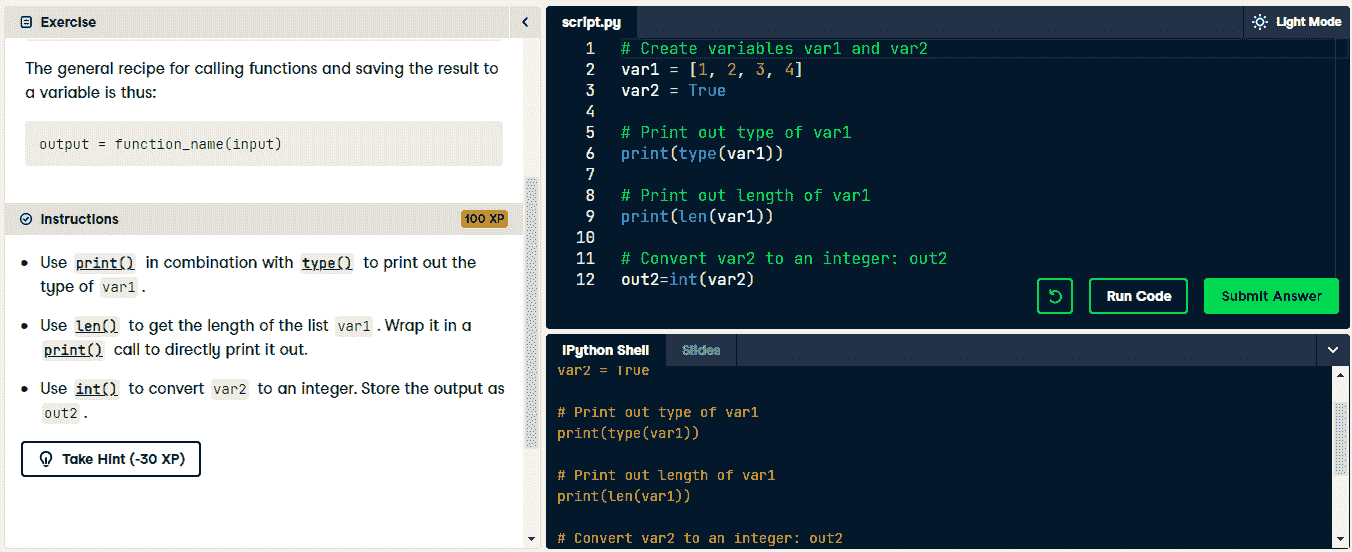 Exercise
The general recipe for calling functions and saving the result to
a variable is thus:
output = function_name(input)
Instructions
100 XP
Use print() in combination with type() to print out the
type of var1 .
Use len() to get the length of the list var1 . Wrap it in a
print() call to directly print it out.
Use int() to convert var2 to an integer. Store the output as
out2 .
Take Hint (-30 XP)
script.py
Light Mode
1 # Create variables var1 and var2
2 var1 = [1, 2, 3, 4]
3 var2 = True
4
5 # Print out type of var1
6 print(type(var1))
7
8 # Print out length of var1
9 print(len(var1))
10
11 # Convert var2 to an integer: out2
12 out2=int(var2)
Run Code
Submit Answer
IPython Shell
Slides
var2 = True
# Print out type of var1
print(type(var1))
# Print out length of var1
print(len(var1))
# Convert var2 to an integer: out2